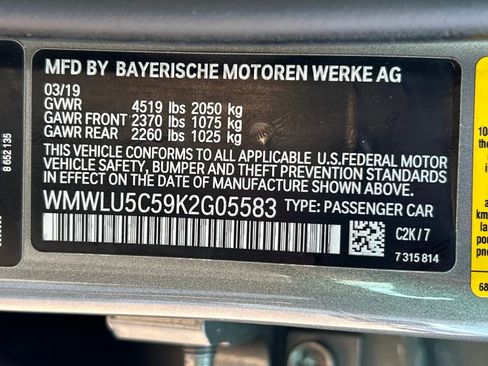 MFD BY BAYERISCHE MOTOREN WERKE AG
03/19
GVWR 4519 lbs 2050 kg
GAWR FRONT 2370 lbs 1075 kg
GAWR REAR 2260 lbs 1025 kg
THIS VEHICLE CONFORMS TO ALL APPLICABLE U.S.FEDERAL MOTOR
VEHICLE SAFETY, BUMPER, AND THEFT PREVENTION STANDARDS
IN EFFECT ON THE DATE OF MANUFACTURE SHOWN ABOVE.
WMWLU5C59K2G05583 TYPE: PASSENGER CAR
C2K / 7
7 315 814
8 652 135